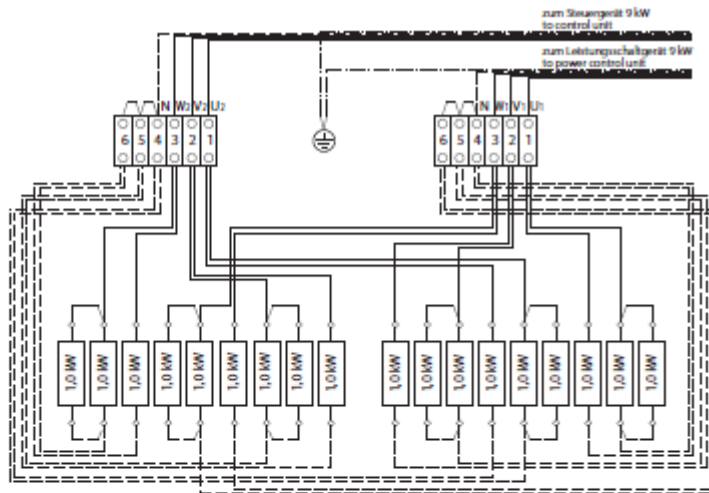 zum Steuergerät 9 kW
to control unit
zum Leistungsschaltgerät 9 kW
to power control unit
N W2 V2 U2
N W1 V1 U1
6 5 4 3 2 1
6 5 4 3 2 1
1,0 kW 1,0 kW 1,0 kW 1,0 kW 1,0 kW 1,0 kW 1,0 kW 1,0 kW 1,0 kW
1,0 kW 1,0 kW 1,0 kW 1,0 kW 1,0 kW 1,0 kW 1,0 kW 1,0 kW 1,0 kW